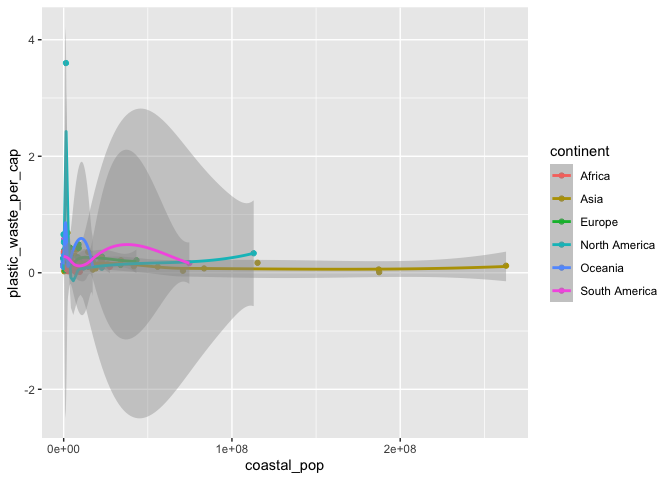 plastic_waste_per_cap
4
2
0
-2
0e+00
1e+08
2e+08
coastal_pop
continent
Africa
Asia
Europe
North America
Oceania
South America